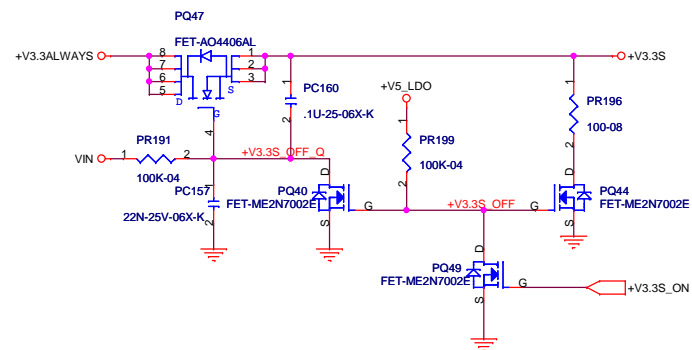 PQ47
FET-AO4406AL
+V3.3ALWAYS
8
7
6
5
D
G
S
1
2
3
4
+V3.3S
1
PC160
.1U-25-06X-K
2
+V5_LDO
1
PR199
100K-04
2
1
PR196
100-08
2
VIN
1
PR191
2
100K-04
+V3.3S_OFF_Q
PC157
1
22N-25V-06X-K
2
PQ40
FET-ME2N7002E
D
G
S
+V3.3S_OFF
G
D
S
PQ44
FET-ME2N7002E
PQ49
FET-ME2N7002E
D
G
S
+V3.3S_ON